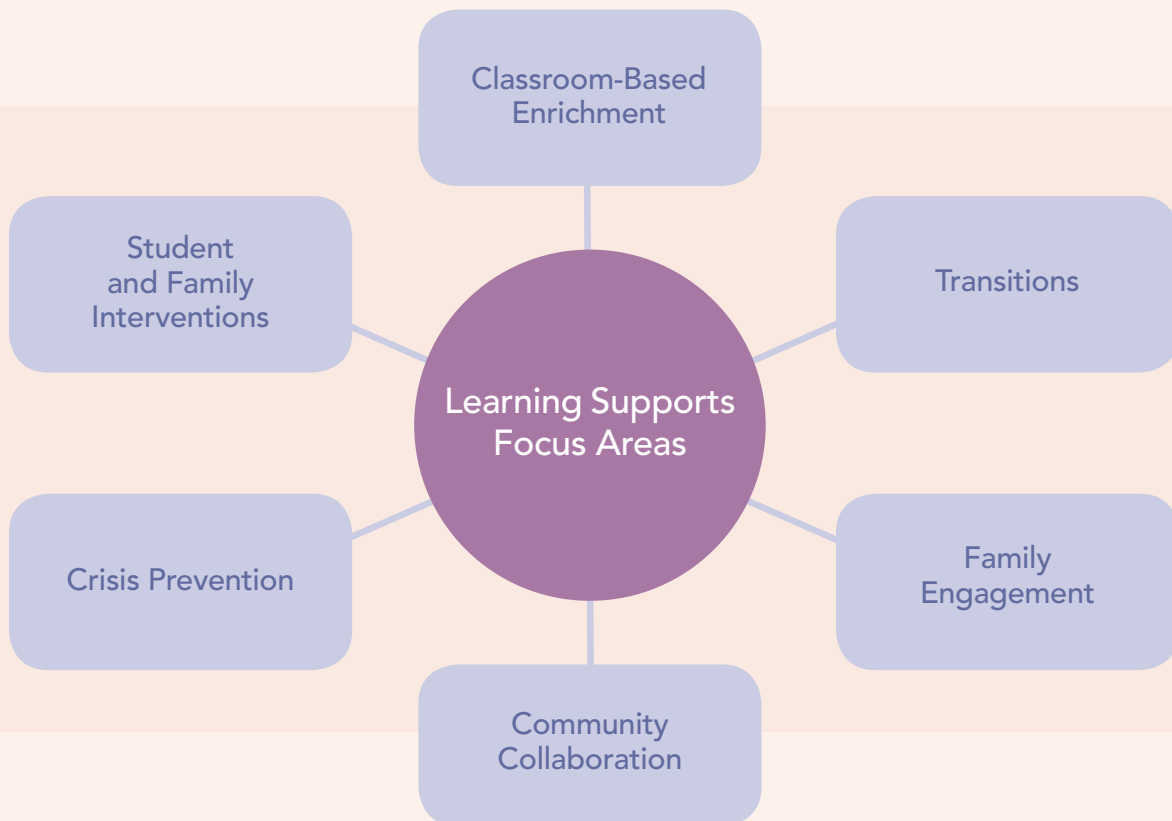 Classroom-Based
Enrichment
Student
and Family
Interventions
Transitions
Learning Supports
Focus Areas
Crisis Prevention
Family
Engagement
Community
Collaboration